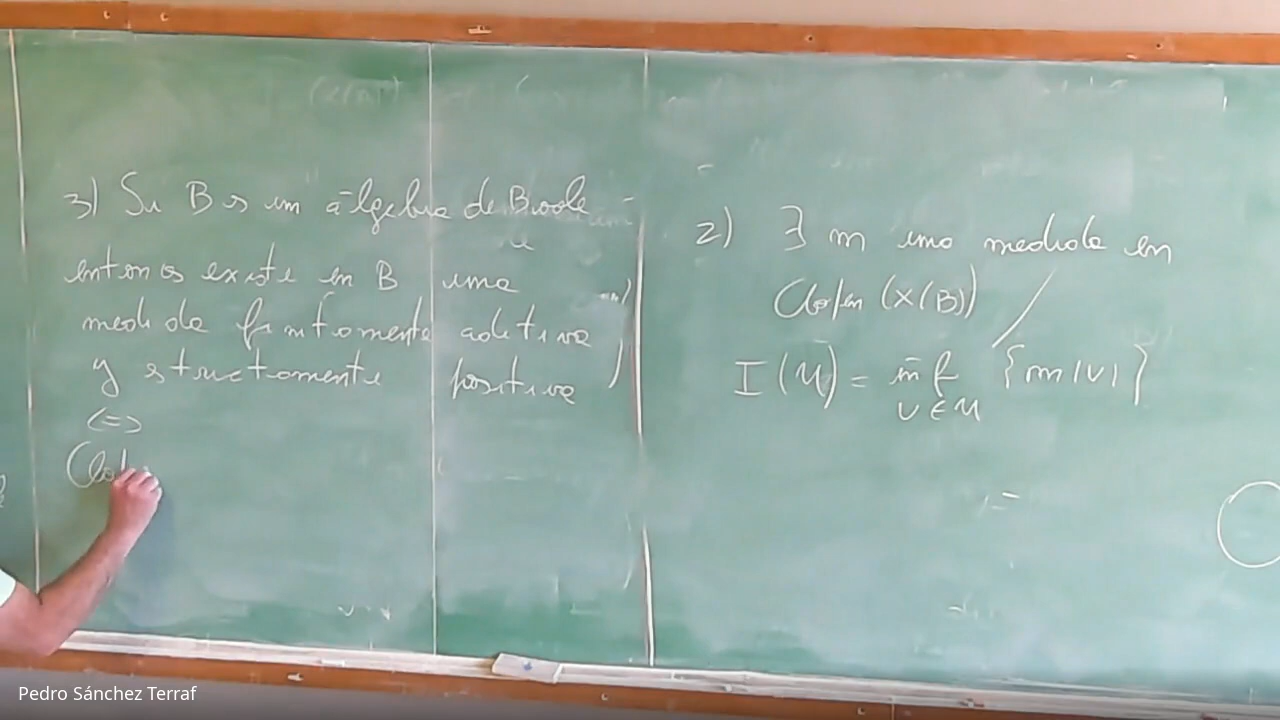 3) Si B es un álgebra de Boole
entonces existe en B una
medida finitamente aditiva
y estrictamente positiva
<=>
Clo
2) ∃ m una medida en
Clopen (X(B))
I(U) = inf {m(V)}
V ∈ U
Pedro Sánchez Terraf